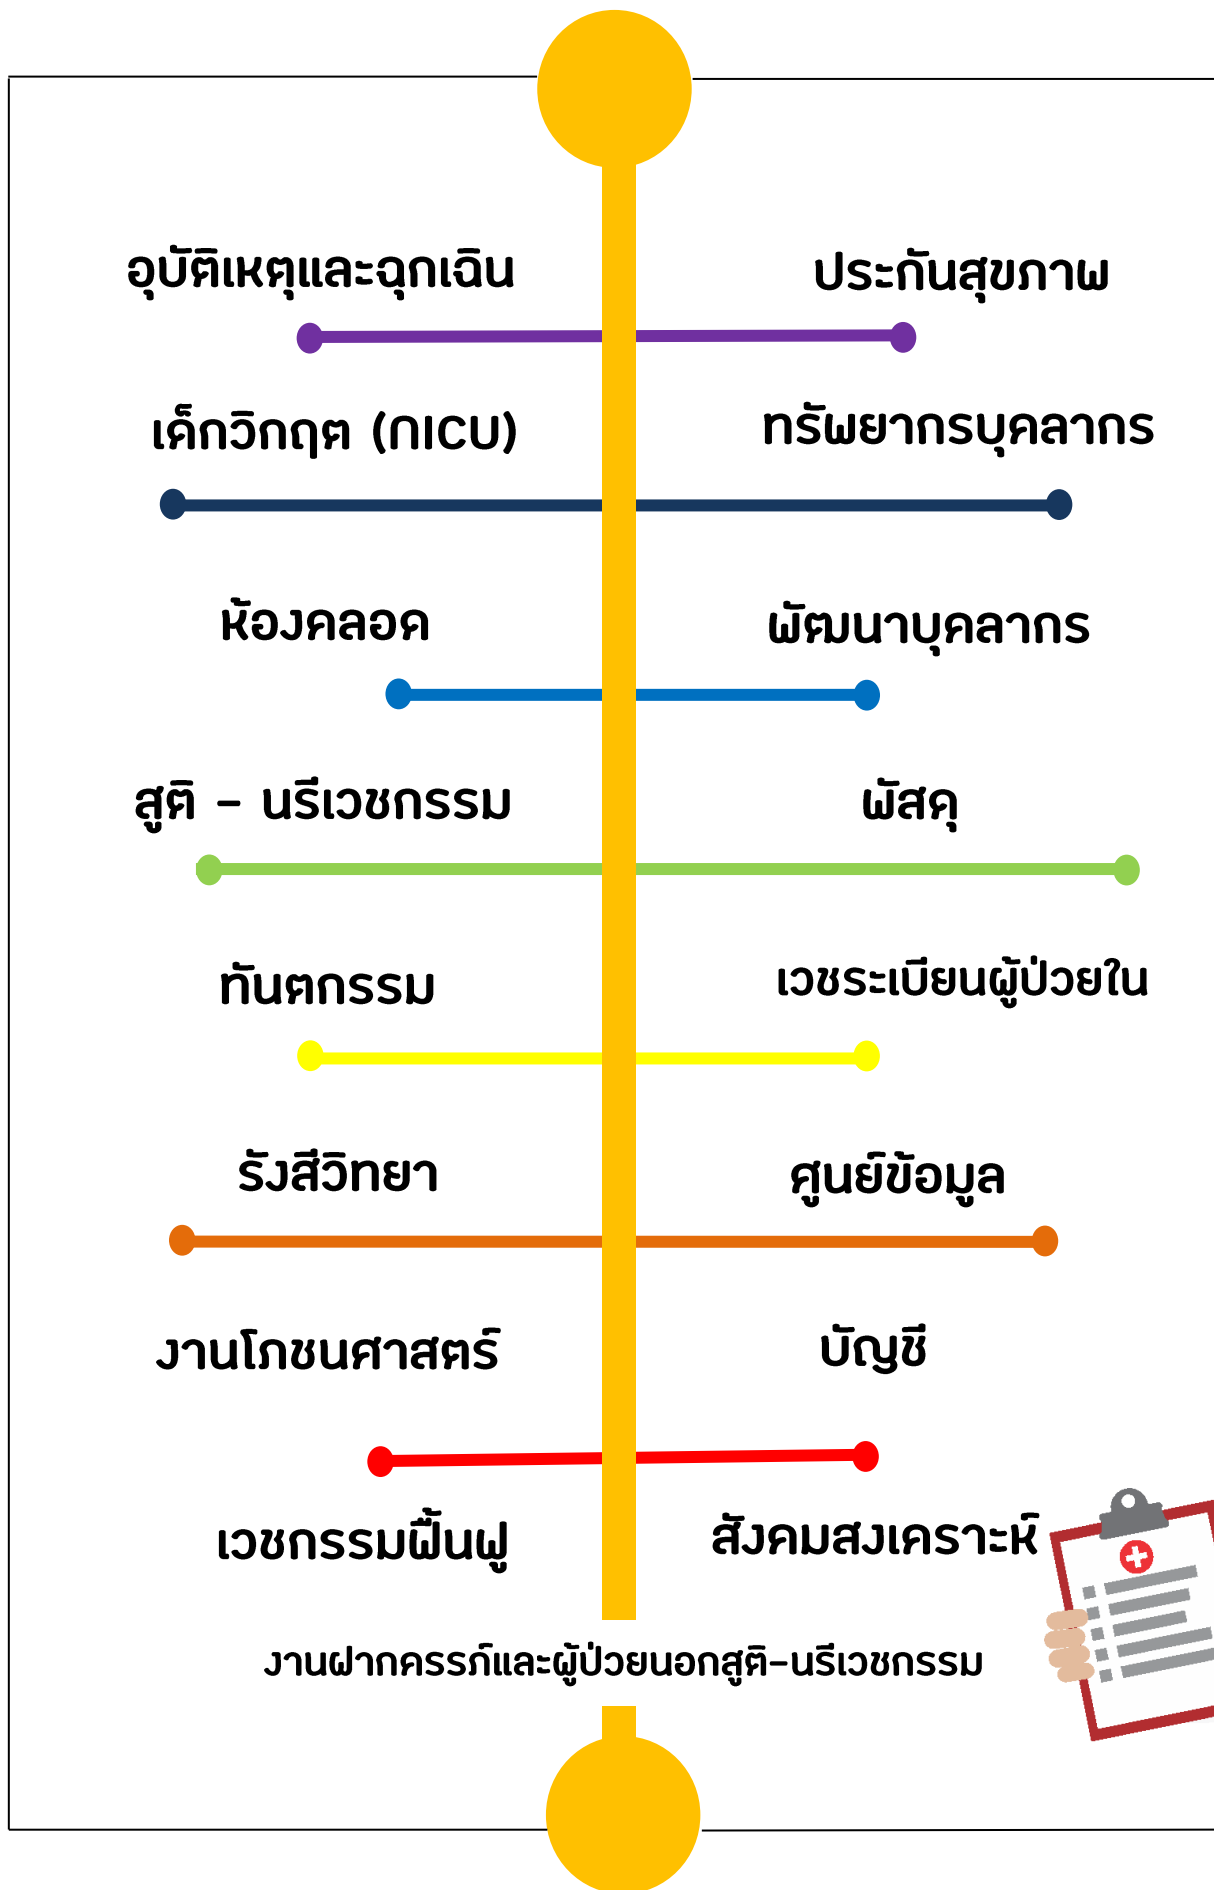 อุบัติเหตุและฉุกเฉิน
ประกันสุขภาพ
เด็กวิกฤต (NICU)
ทรัพยากรบุคลากร
ห้องคลอด
พัฒนาบุคลากร
สูติ - นรีเวชกรรม
พัสดุ
ทันตกรรม
เวชระเบียนผู้ป่วยใน
รังสีวิทยา
ศูนย์ข้อมูล
งานโภชนศาสตร์
บัญชี
เวชกรรมฟื้นฟู
สังคมสงเคราะห์
งานฝากครรภ์และผู้ป่วยนอกสูติ-นรีเวชกรรม